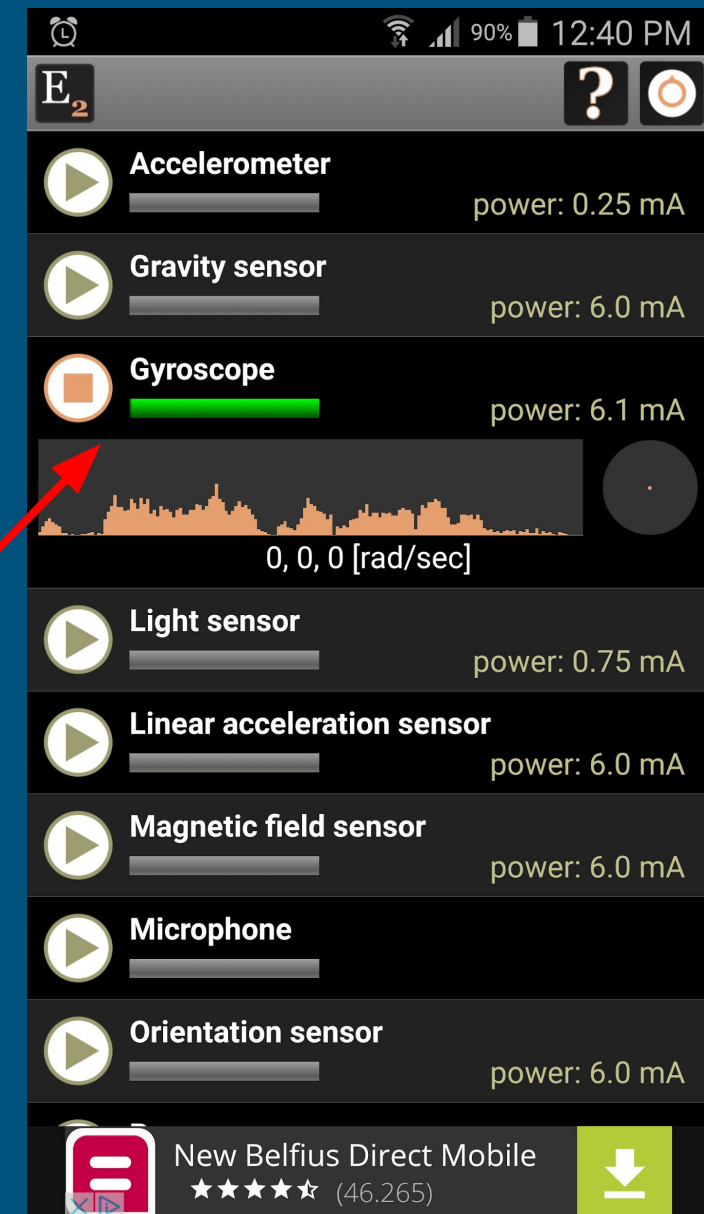 90% 12:40 PM
E2 ?
Accelerometer
power: 0.25 mA
Gravity sensor
power: 6.0 mA
Gyroscope
power: 6.1 mA
0, 0, 0 [rad/sec]
Light sensor
power: 0.75 mA
Linear acceleration sensor
power: 6.0 mA
Magnetic field sensor
power: 6.0 mA
Microphone
Orientation sensor
power: 6.0 mA
New Belfius Direct Mobile
(46.265)